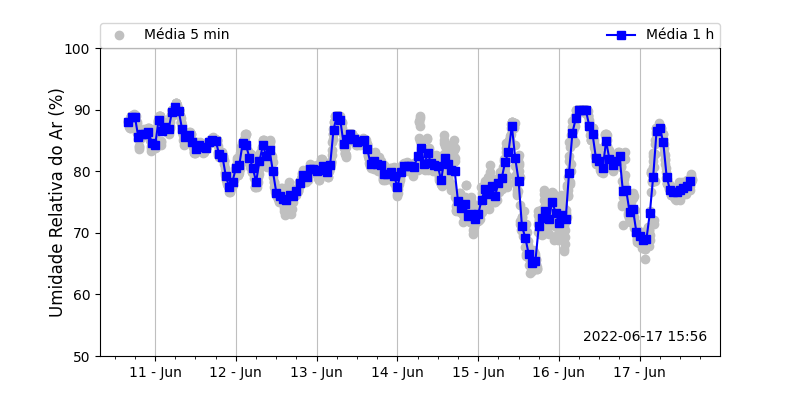 Média 5 min Média 1 h
Umidade Relativa do Ar (%)
100
90
80
70
60
50
2022-06-17 15:56
11 - Jun 12 - Jun 13 - Jun 14 - Jun 15 - Jun 16 - Jun 17 - Jun